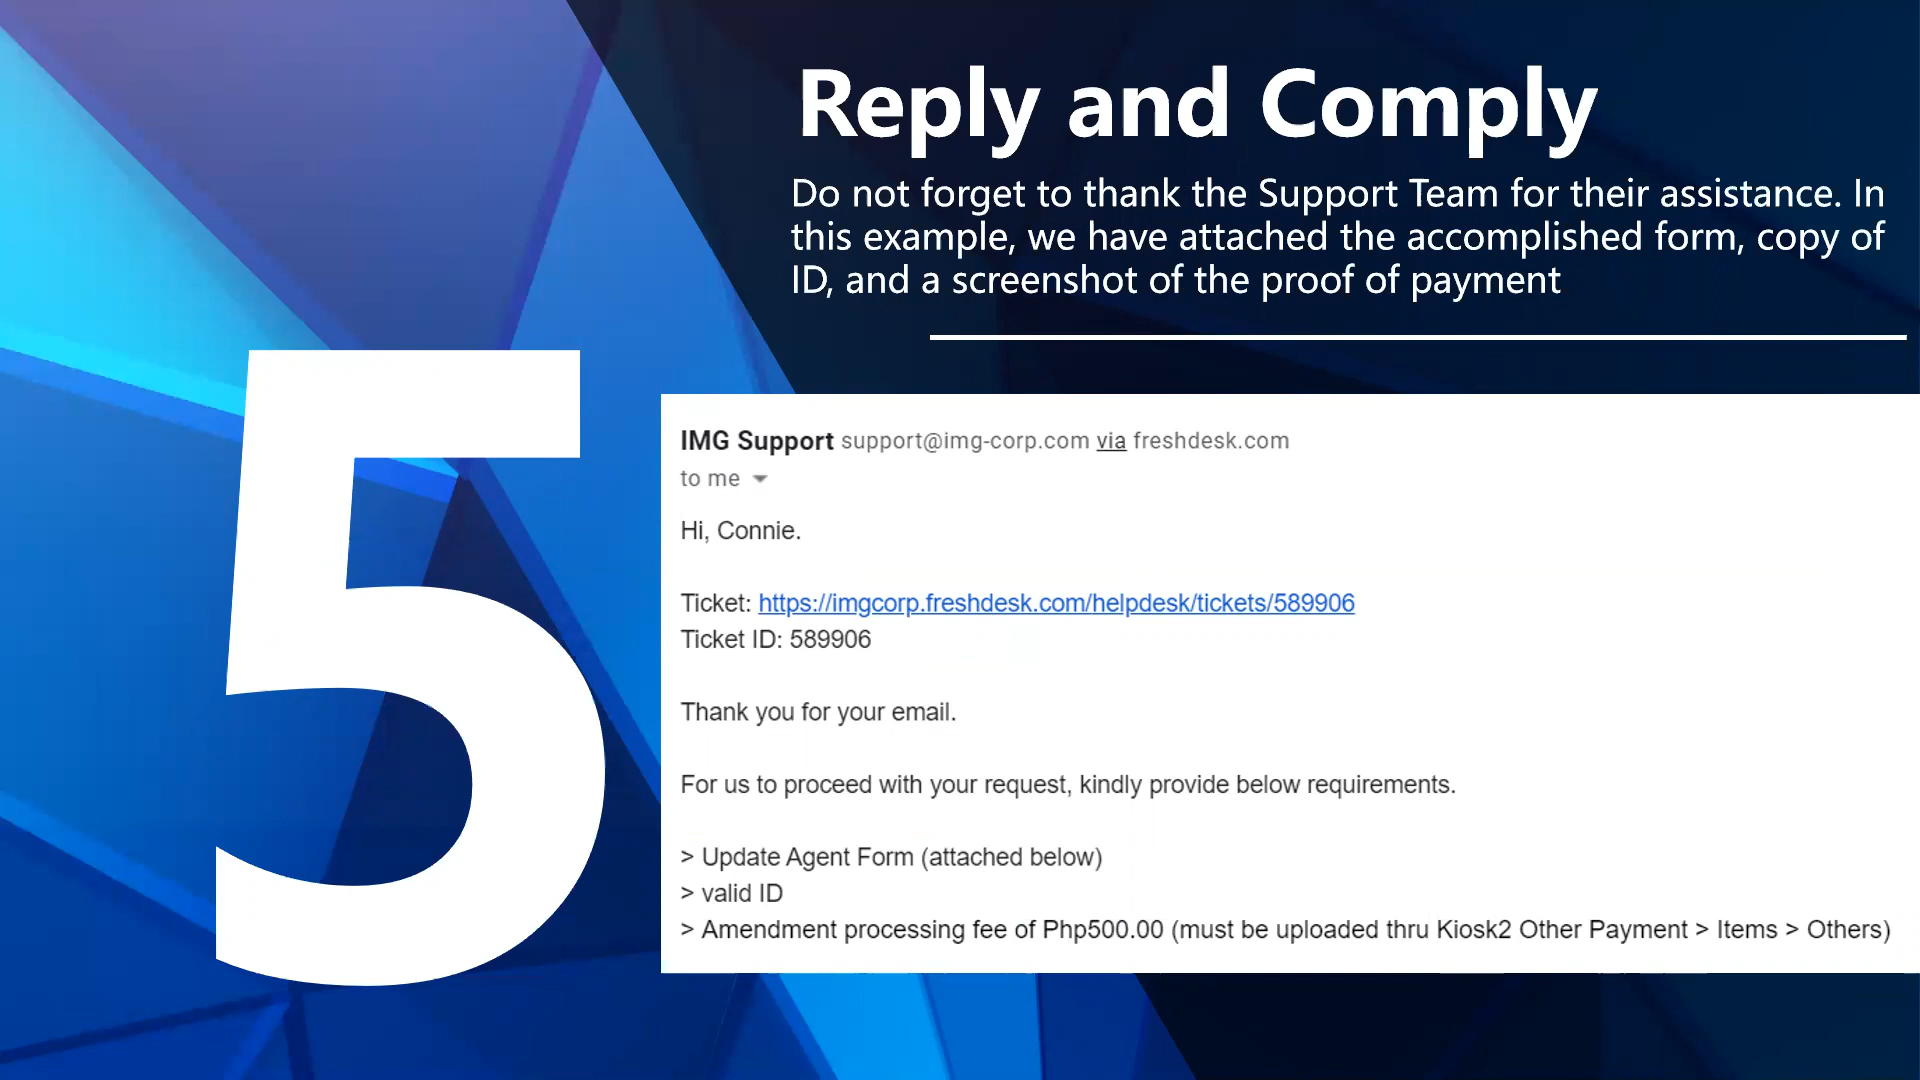 Reply and Comply
Do not forget to thank the Support Team for their assistance. In
this example, we have attached the accomplished form, copy of
ID, and a screenshot of the proof of payment
5
IMG Support support@img-corp.com via freshdesk.com
to me
Hi, Connie.
Ticket: https://imgcorp.freshdesk.com/helpdesk/tickets/589906
Ticket ID: 589906
Thank you for your email.
For us to proceed with your request, kindly provide below requirements.
> Update Agent Form (attached below)
> valid ID
> Amendment processing fee of Php500.00 (must be uploaded thru Kiosk2 Other Payment > Items > Others)